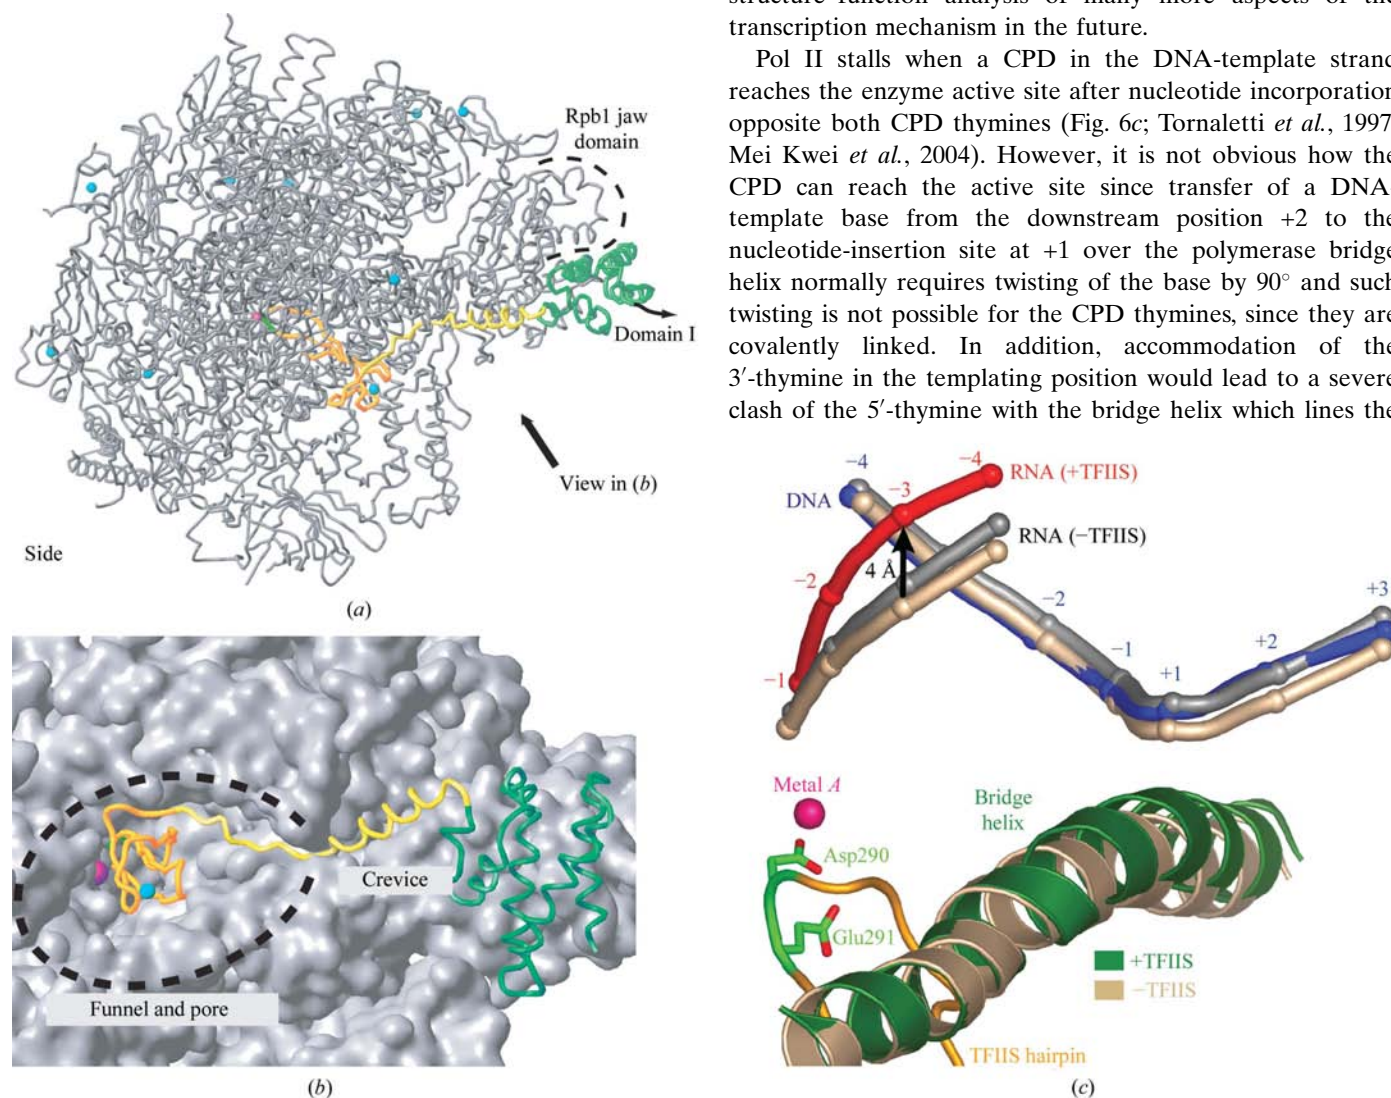 structure–function analysis of many more aspects of the
transcription mechanism in the future.
Pol II stalls when a CPD in the DNA-template strand
reaches the enzyme active site after nucleotide incorporation
opposite both CPD thymines (Fig. 6c; Tornaletti et al., 1997
Mei Kwei et al., 2004). However, it is not obvious how the
CPD can reach the active site since transfer of a DNA
template base from the downstream position +2 to the
nucleotide-insertion site at +1 over the polymerase bridge
helix normally requires twisting of the base by 90° and such
twisting is not possible for the CPD thymines, since they are
covalently linked. In addition, accommodation of the
3′-thymine in the templating position would lead to a severe
clash of the 5′-thymine with the bridge helix which lines the
Rpb1 jaw
domain
Domain I
View in (b)
Side
(a)
Crevice
Funnel and pore
(b)
−4
−4
RNA (+TFIIS)
DNA
−3
RNA (−TFIIS)
4 Å
−2
−2
+3
−1
+2
−1
+1
Metal A
Bridge
helix
Asp290
Glu291
+TFIIS
−TFIIS
TFIIS hairpin
(c)